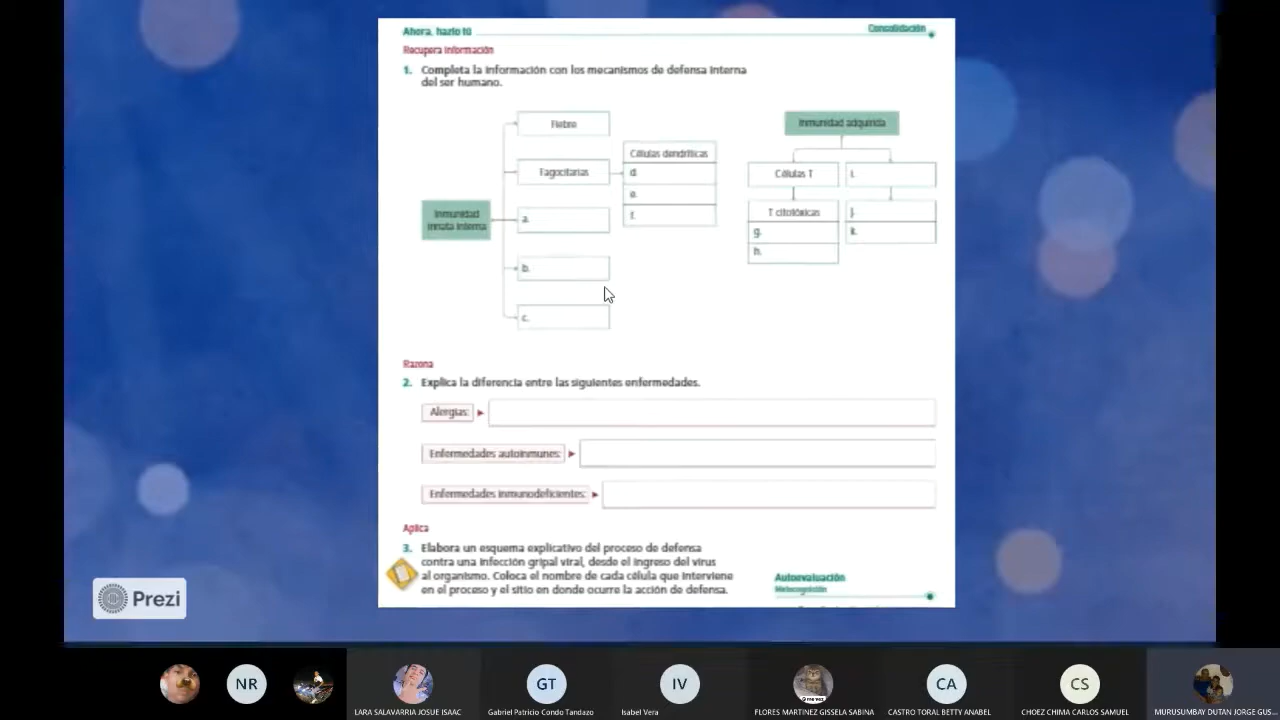 Ahora, hazlo tú
Consolidación
Recupera información
1. Completa la información con los mecanismos de defensa interna
del ser humano.
Fiebre
Inmunidad adquirida
Células dendríticas
Fagocitarias
d.
Células T
i.
e.
Inmunidad
innata interna
a.
f.
T citotóxicas
j.
g.
k.
h.
b.
c.
Razona
2. Explica la diferencia entre las siguientes enfermedades.
Alergias:
Enfermedades autoinmunes:
Enfermedades inmunodeficientes:
Aplica
3. Elabora un esquema explicativo del proceso de defensa
contra una infección gripal viral, desde el ingreso del virus
al organismo. Coloca el nombre de cada célula que interviene
en el proceso y el sitio en donde ocurre la acción de defensa.
Autoevaluación
Metacognición
Prezi
NR
GT
IV
CA
CS
LARA SALAVARRIA JOSUE ISAAC
Gabriel Patricio Condo Tandazo
Isabel Vera
FLORES MARTINEZ GISSELA SABINA
CASTRO TORAL BETTY ANABEL
CHOEZ CHIMA CARLOS SAMUEL
MURUSUMBAY DUTAN JORGE GUS...